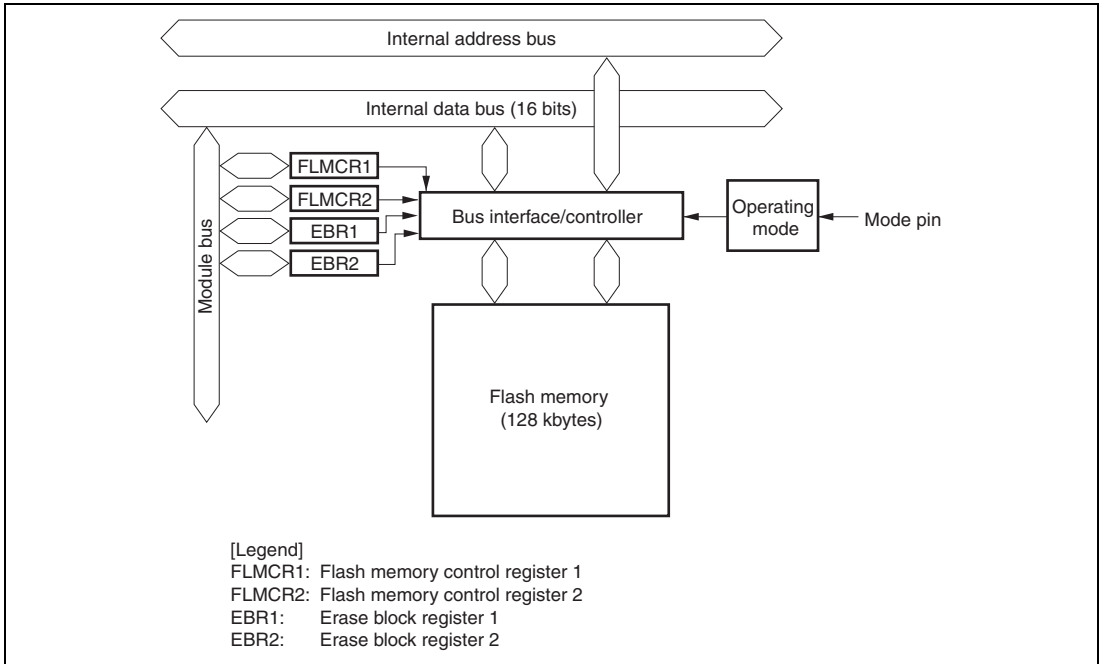 Internal address bus
Internal data bus (16 bits)
Module bus
FLMCR1
FLMCR2
EBR1
EBR2
Bus interface/controller
Operating
mode
Mode pin
Flash memory
(128 kbytes)
[Legend]
FLMCR1: Flash memory control register 1
FLMCR2: Flash memory control register 2
EBR1: Erase block register 1
EBR2: Erase block register 2